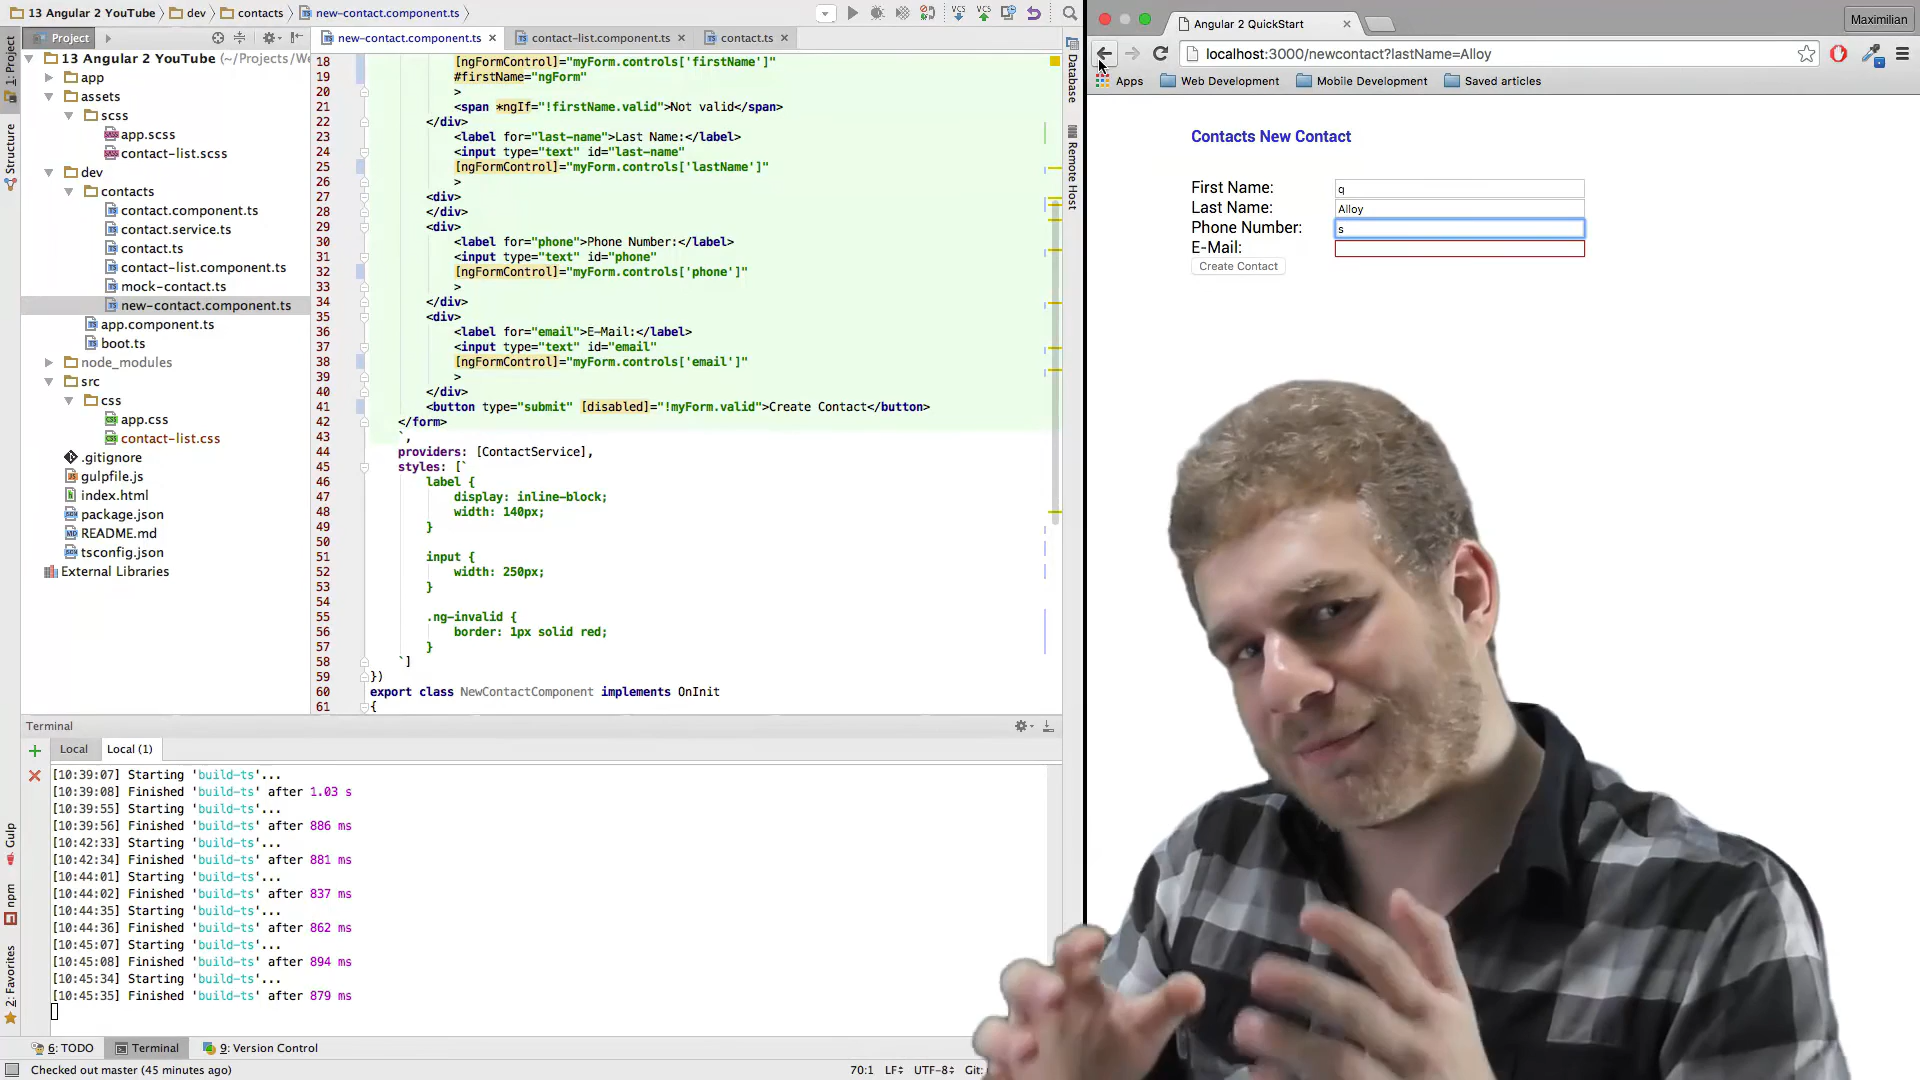 13 Angular 2 YouTube
dev
contacts
new-contact.component.ts
Project
13 Angular 2 YouTube (~/Projects/We
app
assets
scss
app.scss
contact-list.scss
dev
contacts
contact.component.ts
contact.service.ts
contact.ts
contact-list.component.ts
mock-contact.ts
new-contact.component.ts
app.component.ts
boot.ts
node_modules
src
css
app.css
contact-list.css
.gitignore
gulpfile.js
index.html
package.json
README.md
tsconfig.json
External Libraries
1: Project
Structure
Gulp
npm
2: Favorites
new-contact.component.ts
contact-list.component.ts
contact.ts
18 [ngFormControl]="myForm.controls['firstName']"
19 #firstName="ngForm"
20 >
21 <span *ngIf="!firstName.valid">Not valid</span>
22 </div>
23 <label for="last-name">Last Name:</label>
24 <input type="text" id="last-name"
25 [ngFormControl]="myForm.controls['lastName']"
26 >
27 <div>
28 </div>
29 <div>
30 <label for="phone">Phone Number:</label>
31 <input type="text" id="phone"
32 [ngFormControl]="myForm.controls['phone']"
33 >
34 </div>
35 <div>
36 <label for="email">E-Mail:</label>
37 <input type="text" id="email"
38 [ngFormControl]="myForm.controls['email']"
39 >
40 </div>
41 <button type="submit" [disabled]="!myForm.valid">Create Contact</button>
42 </form>
43 `,
44 providers: [ContactService],
45 styles: [`
46 label {
47 display: inline-block;
48 width: 140px;
49 }
50
51 input {
52 width: 250px;
53 }
54
55 .ng-invalid {
56 border: 1px solid red;
57 }
58 `]
59 })
60 export class NewContactComponent implements OnInit
61 {
Database
Remote Host
Terminal
Local
Local (1)
[10:39:07] Starting 'build-ts'...
[10:39:08] Finished 'build-ts' after 1.03 s
[10:39:55] Starting 'build-ts'...
[10:39:56] Finished 'build-ts' after 886 ms
[10:42:33] Starting 'build-ts'...
[10:42:34] Finished 'build-ts' after 881 ms
[10:44:01] Starting 'build-ts'...
[10:44:02] Finished 'build-ts' after 837 ms
[10:44:35] Starting 'build-ts'...
[10:44:36] Finished 'build-ts' after 862 ms
[10:45:07] Starting 'build-ts'...
[10:45:08] Finished 'build-ts' after 894 ms
[10:45:34] Starting 'build-ts'...
[10:45:35] Finished 'build-ts' after 879 ms
6: TODO
Terminal
9: Version Control
Checked out master (45 minutes ago)
70:1 LF UTF-8 Git:
Angular 2 QuickStart
Maximilian
localhost:3000/newcontact?lastName=Alloy
Apps
Web Development
Mobile Development
Saved articles
Contacts New Contact
First Name: q
Last Name: Alloy
Phone Number: s
E-Mail:
Create Contact